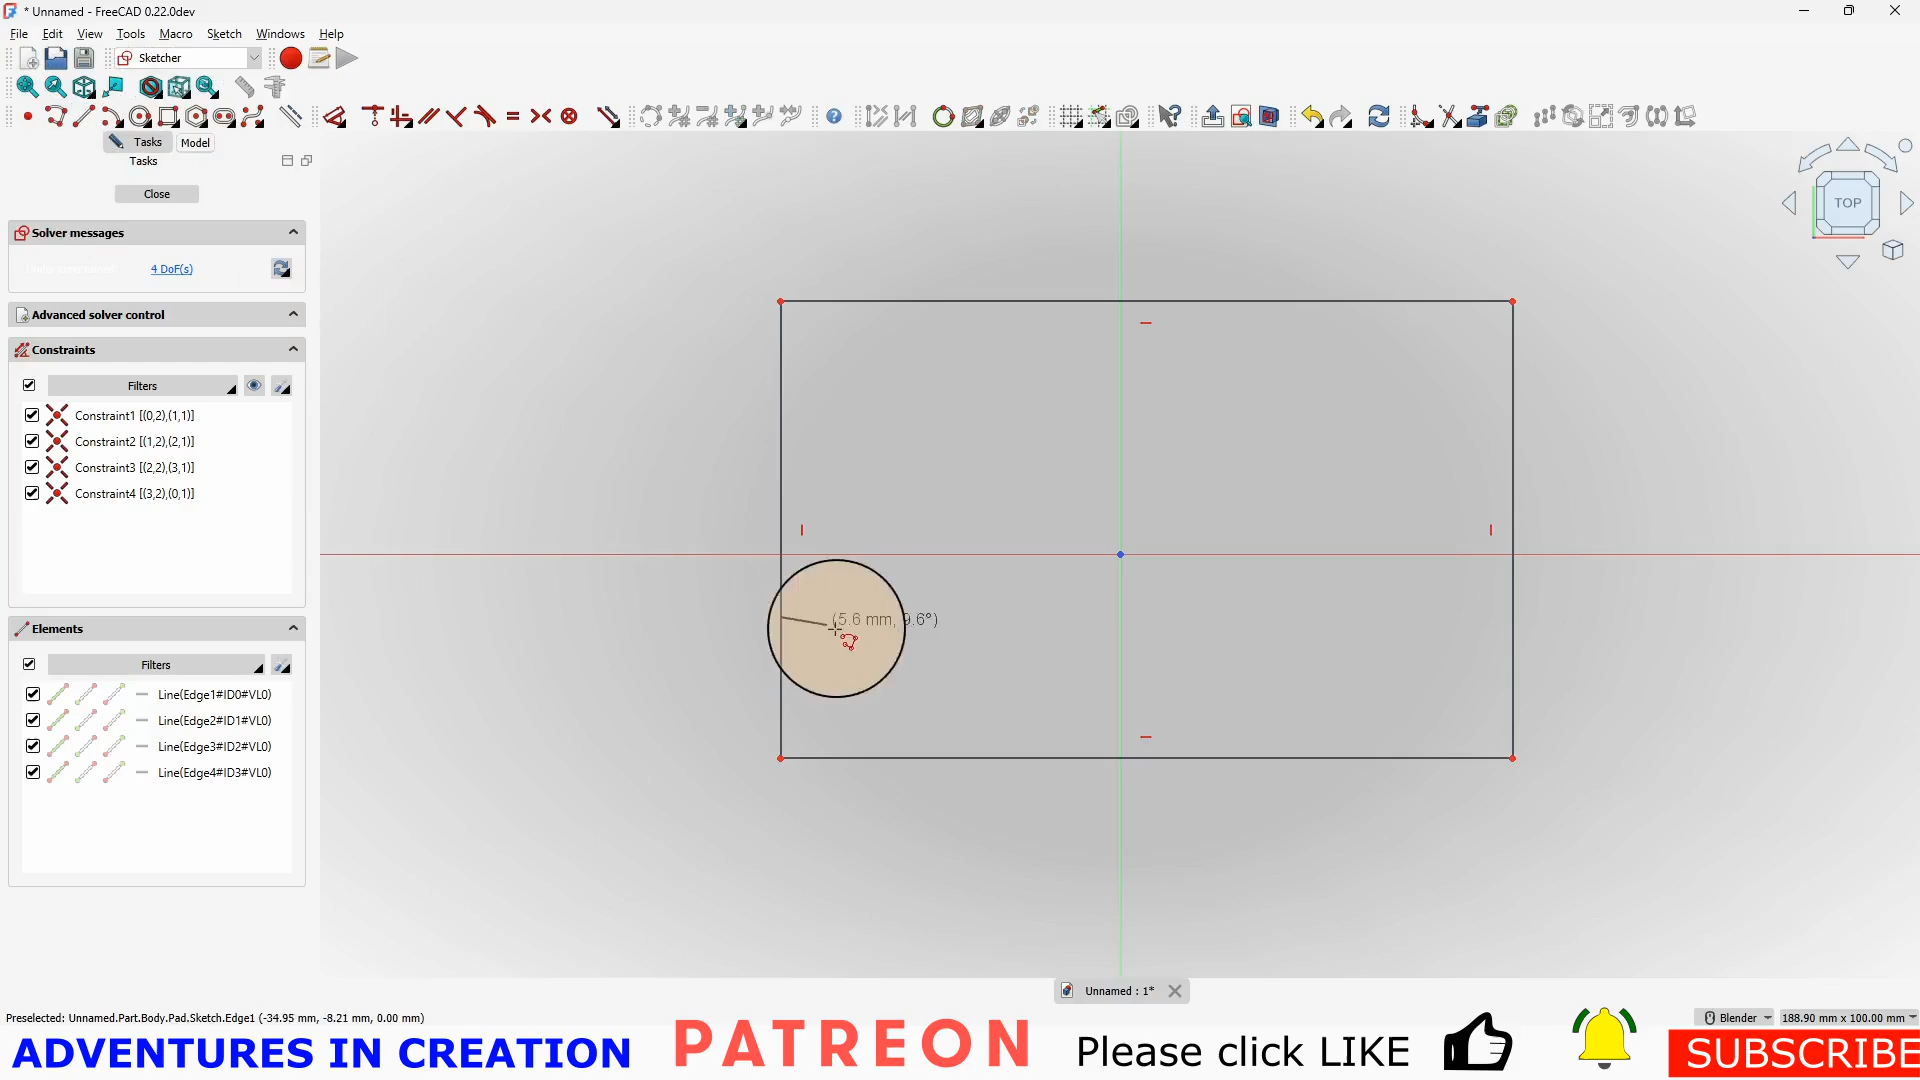 * Unnamed - FreeCAD 0.22.0dev
File Edit View Tools Macro Sketch Windows Help
Sketcher
Tasks Model
Tasks
Close
Solver messages
4 DoF(s)
Advanced solver control
Constraints
Filters
Constraint1 [(0,2),(1,1)]
Constraint2 [(1,2),(2,1)]
Constraint3 [(2,2),(3,1)]
Constraint4 [(3,2),(0,1)]
Elements
Filters
Line(Edge1#ID0#VL0)
Line(Edge2#ID1#VL0)
Line(Edge3#ID2#VL0)
Line(Edge4#ID3#VL0)
TOP
(5.6 mm, 9.6°)
Unnamed : 1*
Preselected: Unnamed.Part.Body.Pad.Sketch.Edge1 (-34.95 mm, -8.21 mm, 0.00 mm)
Blender
188.90 mm x 100.00 mm
ADVENTURES IN CREATION
PATREON
Please click LIKE
SUBSCRIBE